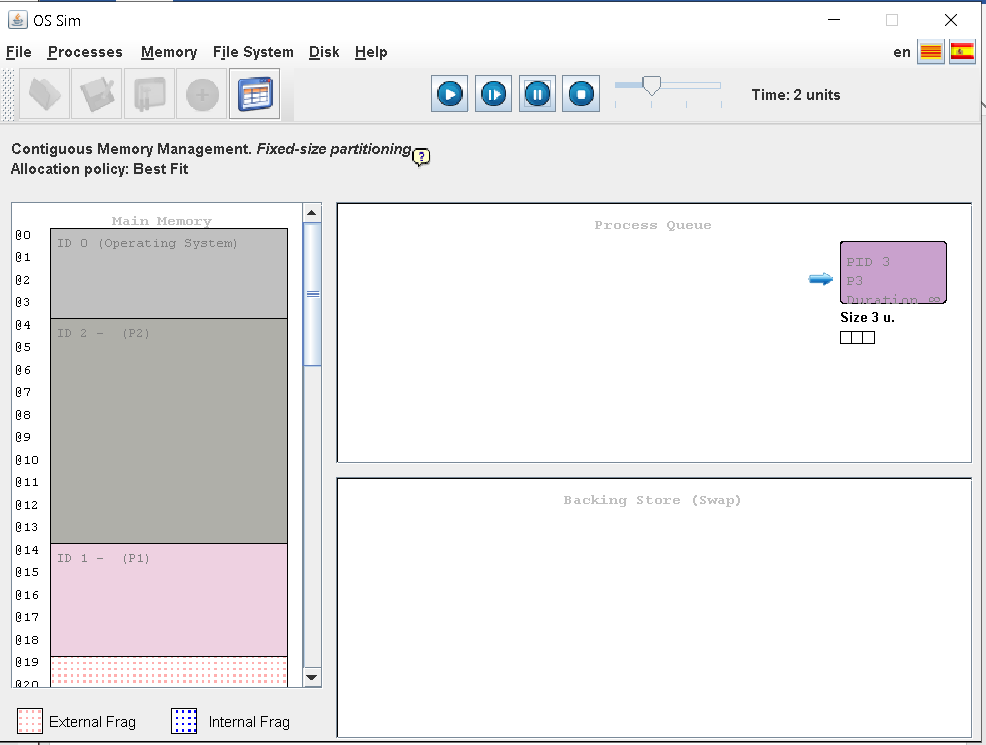 OS Sim
File Processes Memory File System Disk Help en
Time: 2 units
Contiguous Memory Management. Fixed-size partitioning
?
Allocation policy: Best Fit
Main Memory
@0
ID 0 (Operating System)
@1
@2
@3
@4
ID 2 - (P2)
@5
@6
@7
@8
@9
@10
@11
@12
@13
@14
ID 1 - (P1)
@15
@16
@17
@18
@19
@20
External Frag Internal Frag
Process Queue
PID 3
P3
Duration ∞
Size 3 u.
Backing Store (Swap)